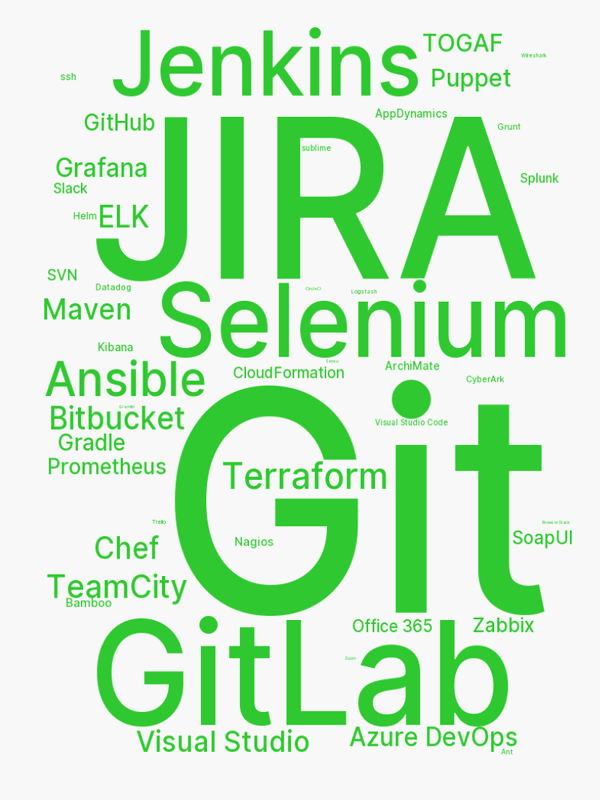 Jenkins
TOGAF
Wireshark
ssh
Puppet
GitHub
AppDynamics
JIRA
Grunt
sublime
Grafana
Splunk
Slack
Helm
ELK
SVN
Datadog
CircleCI
Logstash
Maven
Selenium
Kibana
CloudFormation
ArchiMate
Ansible
CyberArk
Bitbucket
Visual Studio Code
Gradle
Prometheus
Terraform
Git
Trello
SoapUI
Nagios
Chef
TeamCity
Bamboo
Office 365
Zabbix
GitLab
Visual Studio
Azure DevOps
Ant